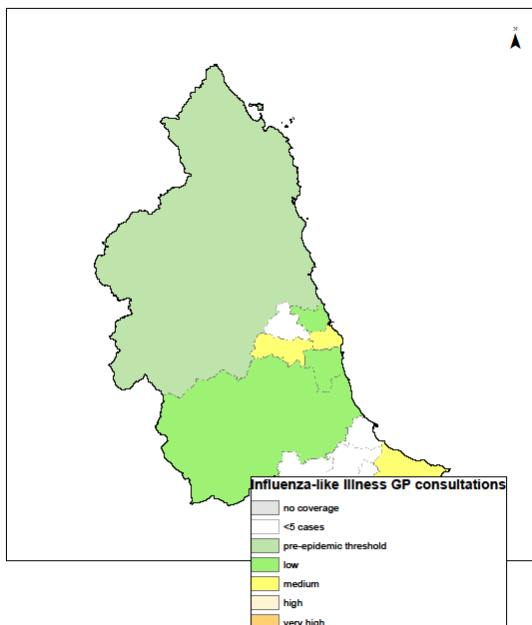 N
Influenza-like Illness GP consultations
no coverage
<5 cases
pre-epidemic threshold
low
medium
high
very high